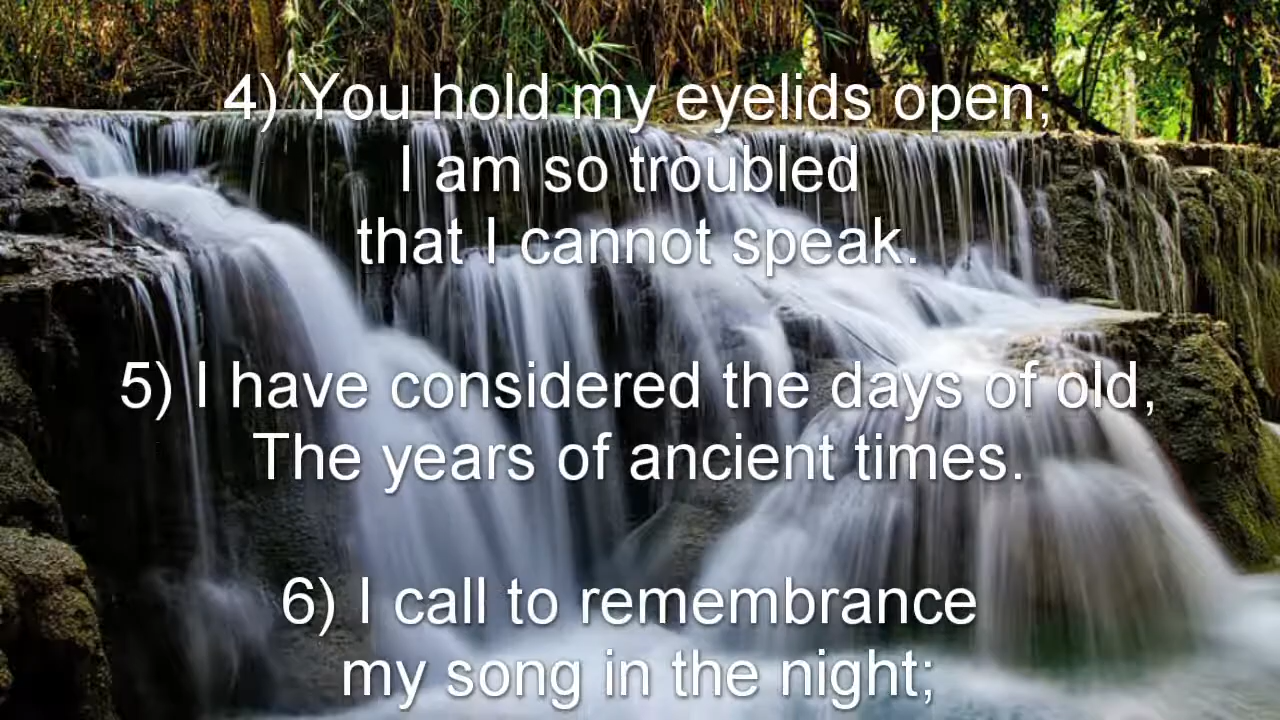 4) You hold my eyelids open;
I am so troubled
that I cannot speak.
5) I have considered the days of old,
The years of ancient times.
6) I call to remembrance
my song in the night;